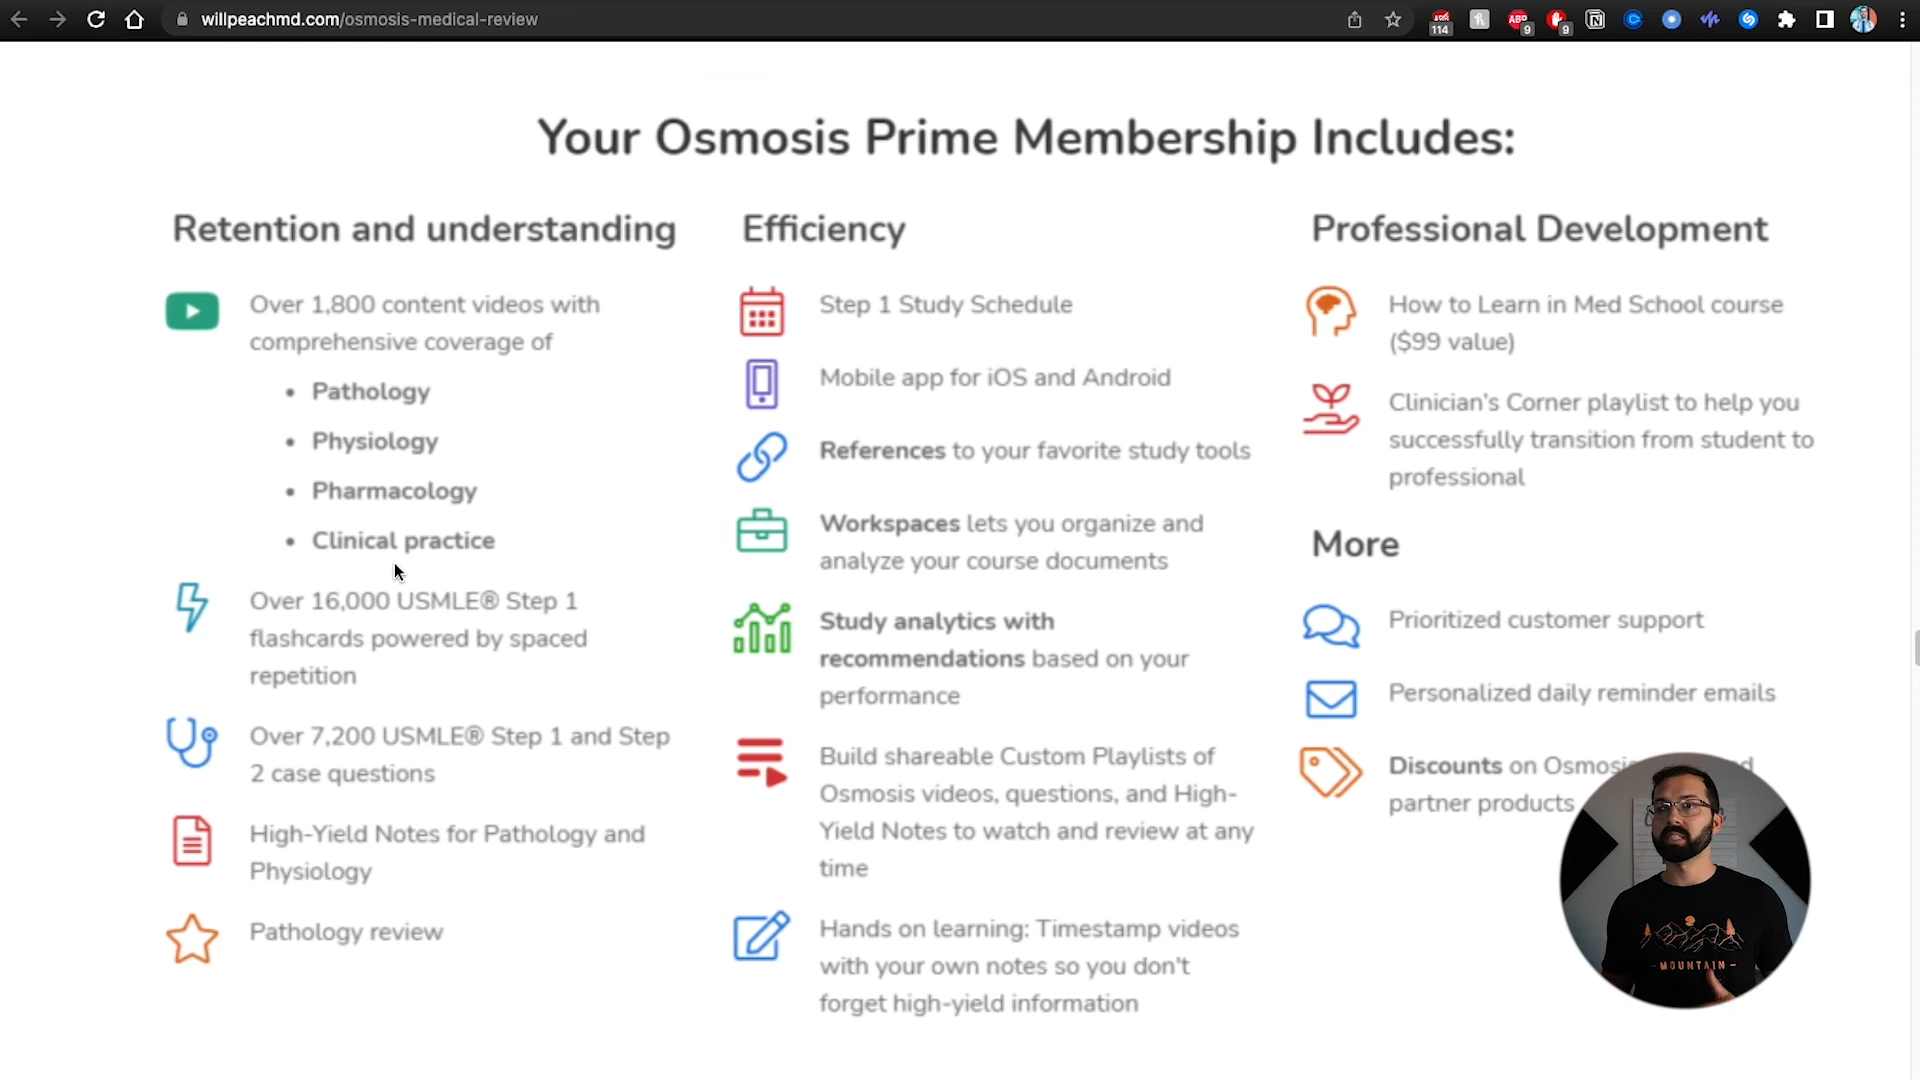 willpeachmd.com/osmosis-medical-review
114
ABP
9
9
Your Osmosis Prime Membership Includes:
Retention and understanding
Over 1,800 content videos with
comprehensive coverage of
• Pathology
• Physiology
• Pharmacology
• Clinical practice
Over 16,000 USMLE® Step 1
flashcards powered by spaced
repetition
Over 7,200 USMLE® Step 1 and Step
2 case questions
High-Yield Notes for Pathology and
Physiology
Pathology review
Efficiency
Step 1 Study Schedule
Mobile app for iOS and Android
References to your favorite study tools
Workspaces lets you organize and
analyze your course documents
Study analytics with
recommendations based on your
performance
Build shareable Custom Playlists of
Osmosis videos, questions, and High-
Yield Notes to watch and review at any
time
Hands on learning: Timestamp videos
with your own notes so you don't
forget high-yield information
Professional Development
How to Learn in Med School course
($99 value)
Clinician's Corner playlist to help you
successfully transition from student to
professional
More
Prioritized customer support
Personalized daily reminder emails
Discounts on Osmosis
partner products
MOUNTAIN